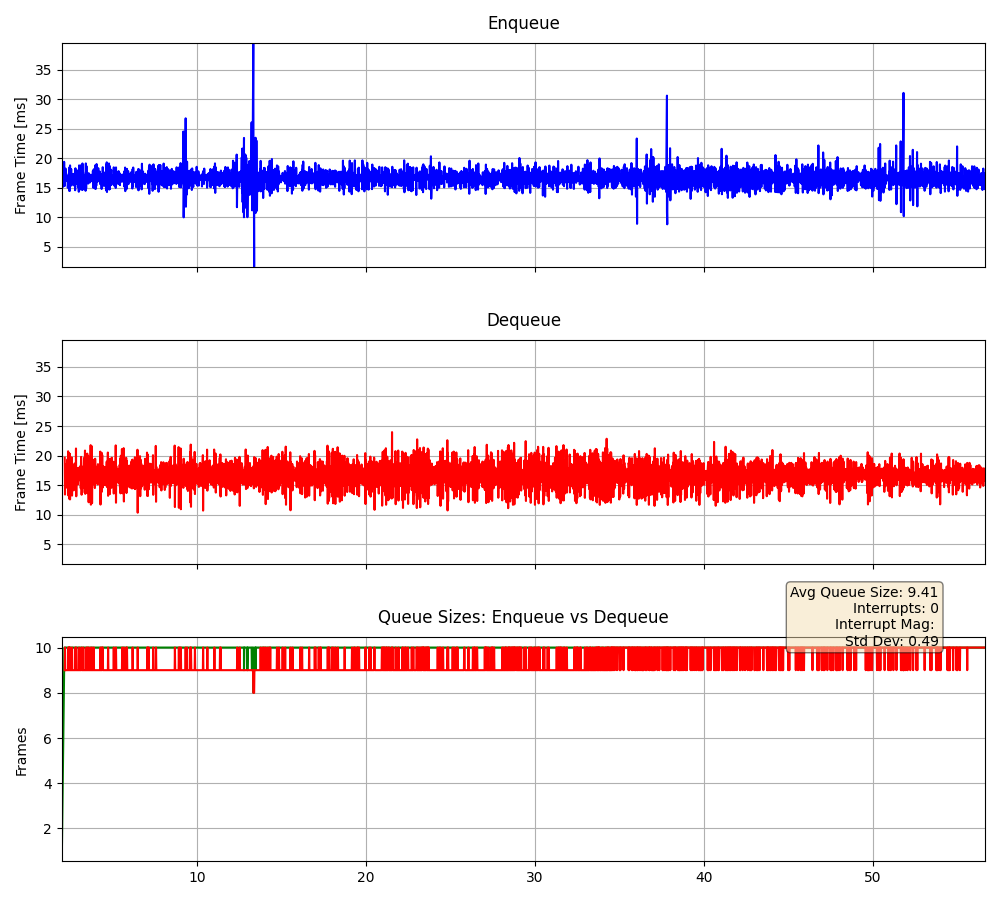 Enqueue
Frame Time [ms]
35
30
25
20
15
10
5
Dequeue
Frame Time [ms]
35
30
25
20
15
10
5
Avg Queue Size: 9.41
Interrupts: 0
Interrupt Mag:
Std Dev: 0.49
Queue Sizes: Enqueue vs Dequeue
Frames
10
8
6
4
2
10 20 30 40 50